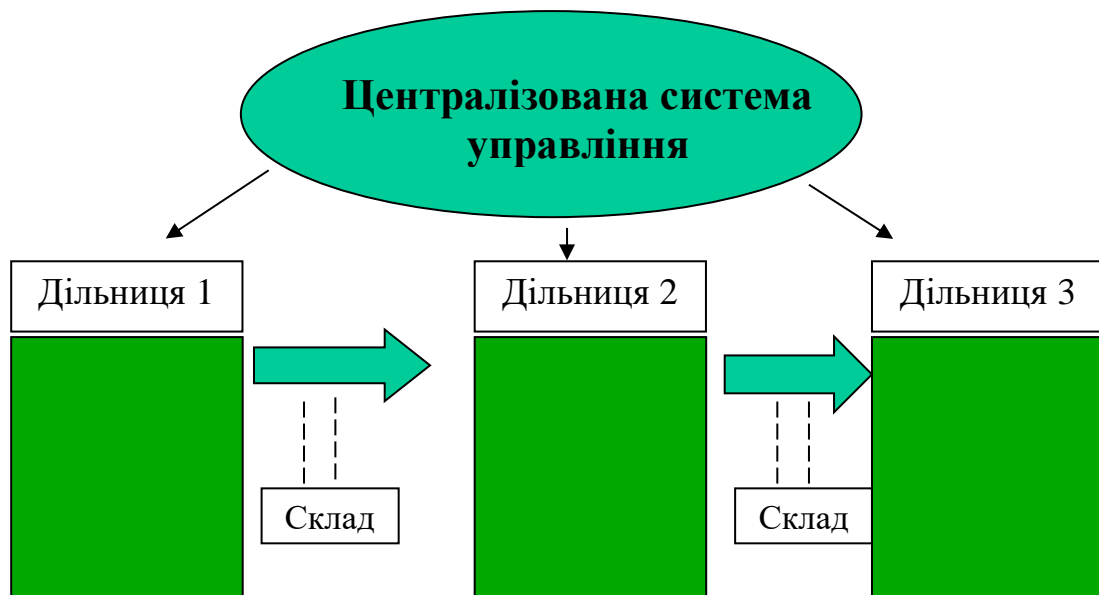 Централізована система
управління
Дільниця 1
Дільниця 2
Дільниця 3
Склад
Склад